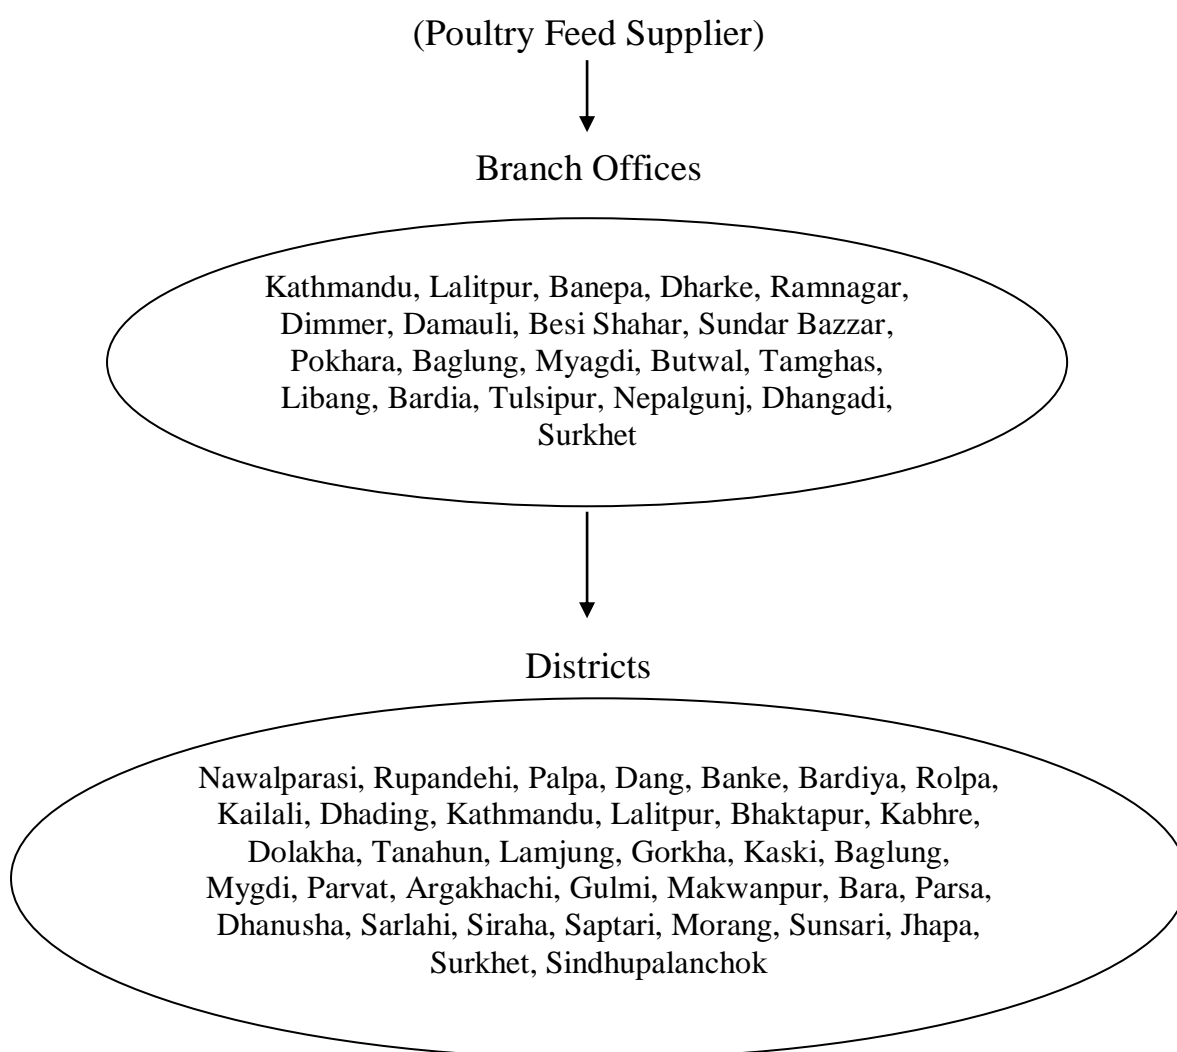 (Poultry Feed Supplier)
Branch Offices
Kathmandu, Lalitpur, Banepa, Dharke, Ramnagar,
Dimmer, Damauli, Besi Shahar, Sundar Bazzar,
Pokhara, Baglung, Myagdi, Butwal, Tamghas,
Libang, Bardia, Tulsipur, Nepalgunj, Dhangadi,
Surkhet
Districts
Nawalparasi, Rupandehi, Palpa, Dang, Banke, Bardiya, Rolpa,
Kailali, Dhading, Kathmandu, Lalitpur, Bhaktapur, Kabhre,
Dolakha, Tanahun, Lamjung, Gorkha, Kaski, Baglung,
Mygdi, Parvat, Argakhachi, Gulmi, Makwanpur, Bara, Parsa,
Dhanusha, Sarlahi, Siraha, Saptari, Morang, Sunsari, Jhapa,
Surkhet, Sindhupalanchok